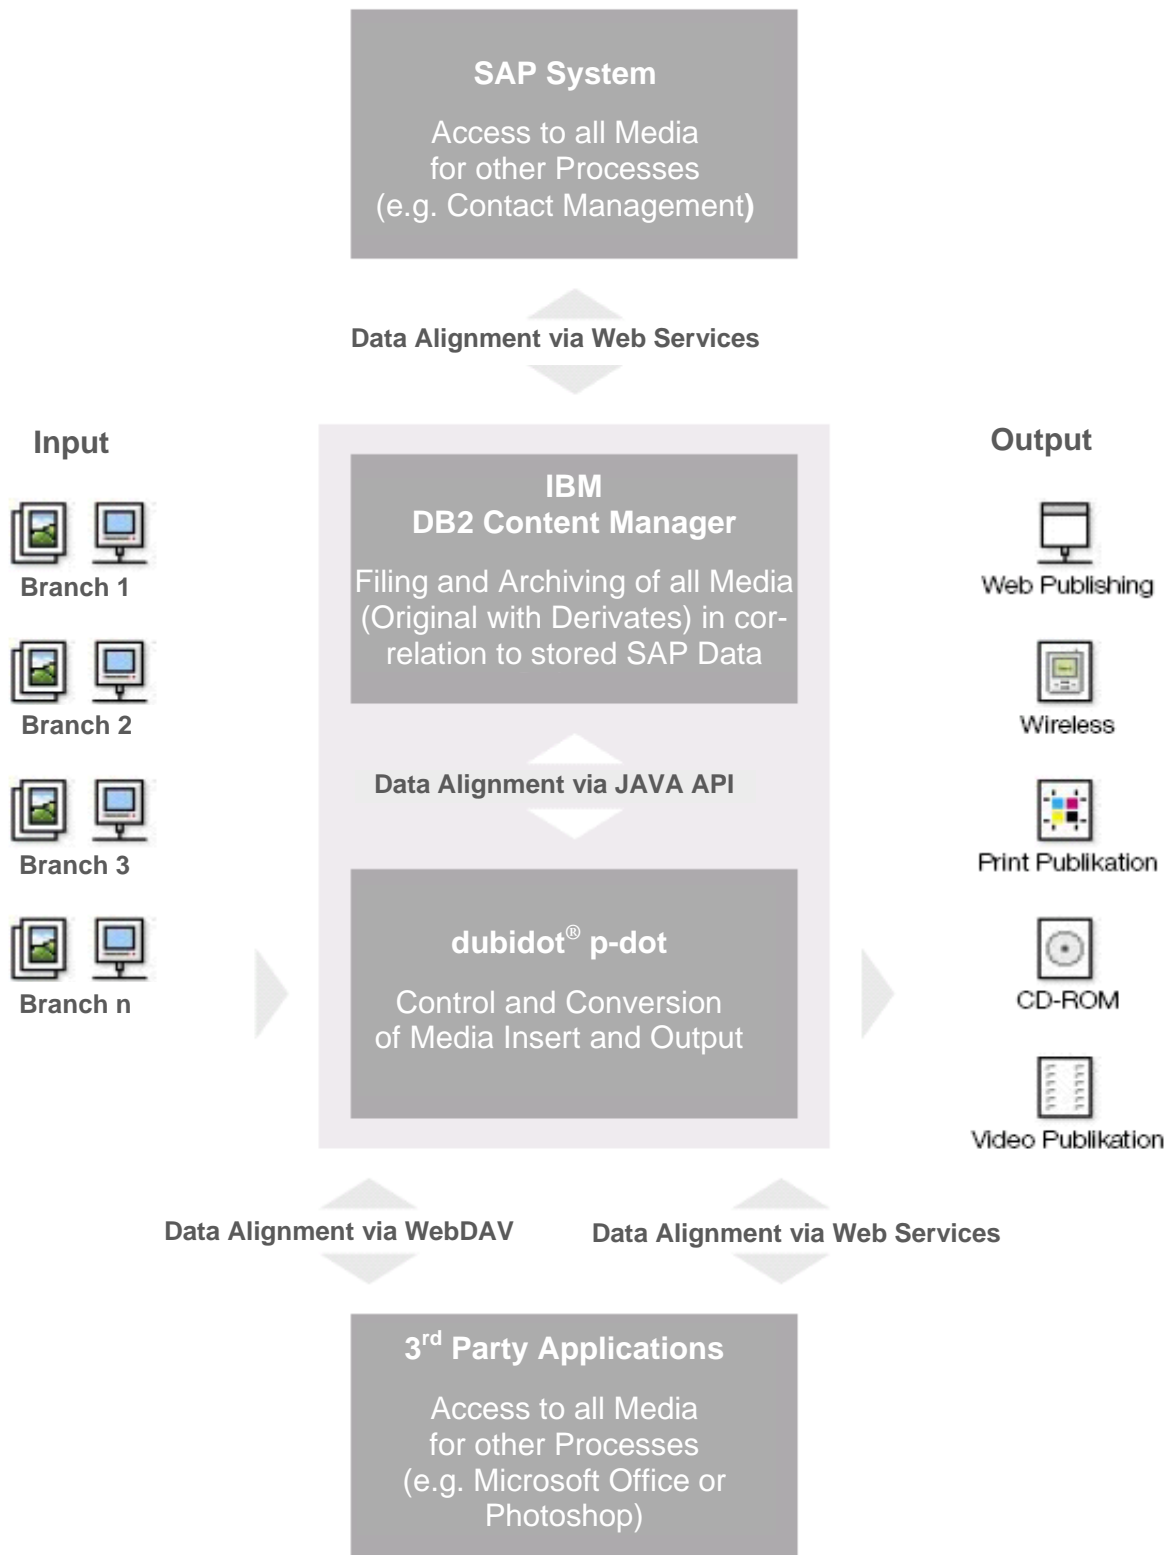 SAP System
Access to all Media
for other Processes
(e.g. Contact Management)
Data Alignment via Web Services
Input
Branch 1
Branch 2
Branch 3
Branch n
IBM
DB2 Content Manager
Filing and Archiving of all Media
(Original with Derivates) in cor-
relation to stored SAP Data
Data Alignment via JAVA API
dubidot® p-dot
Control and Conversion
of Media Insert and Output
Output
Web Publishing
Wireless
Print Publikation
CD-ROM
Video Publikation
Data Alignment via WebDAV
Data Alignment via Web Services
3rd Party Applications
Access to all Media
for other Processes
(e.g. Microsoft Office or
Photoshop)